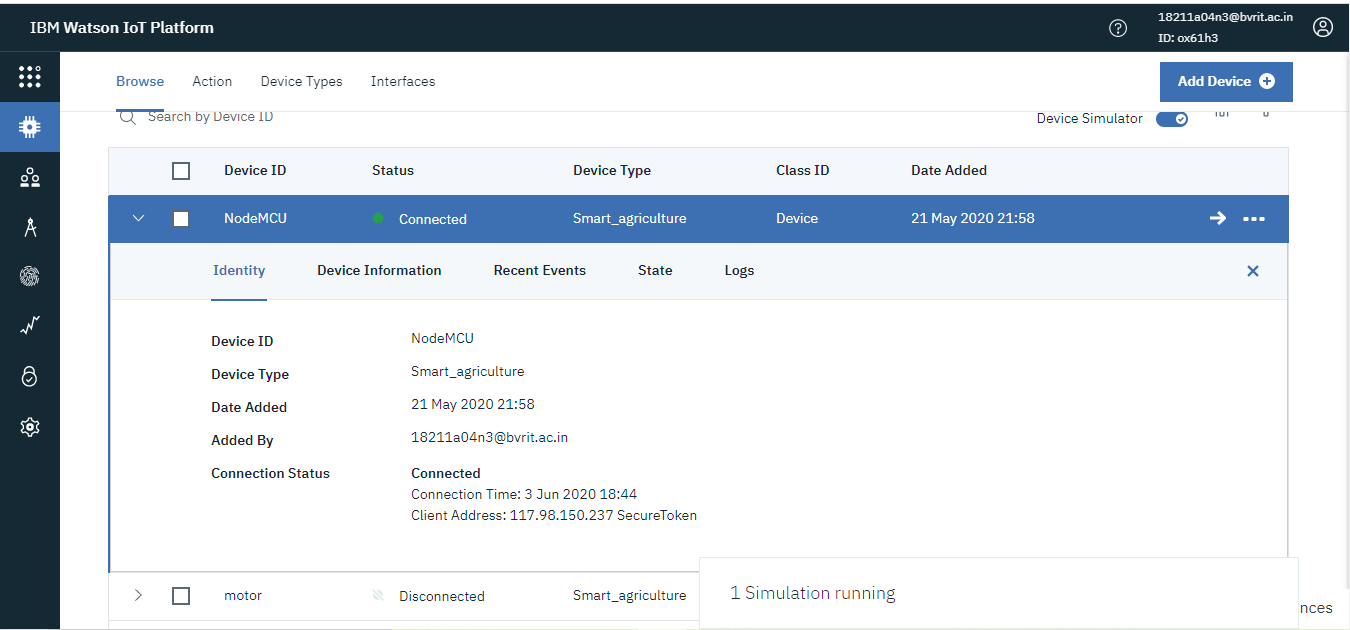 IBM Watson IoT Platform
18211a04n3@bvrit.ac.in
ID: ox61h3
Browse Action Device Types Interfaces
Add Device
Search by Device ID
Device Simulator
Device ID Status Device Type Class ID Date Added
NodeMCU Connected Smart_agriculture Device 21 May 2020 21:58
Identity Device Information Recent Events State Logs
Device ID NodeMCU
Device Type Smart_agriculture
Date Added 21 May 2020 21:58
Added By 18211a04n3@bvrit.ac.in
Connection Status Connected
Connection Time: 3 Jun 2020 18:44
Client Address: 117.98.150.237 SecureToken
motor Disconnected Smart_agriculture
1 Simulation running
nces